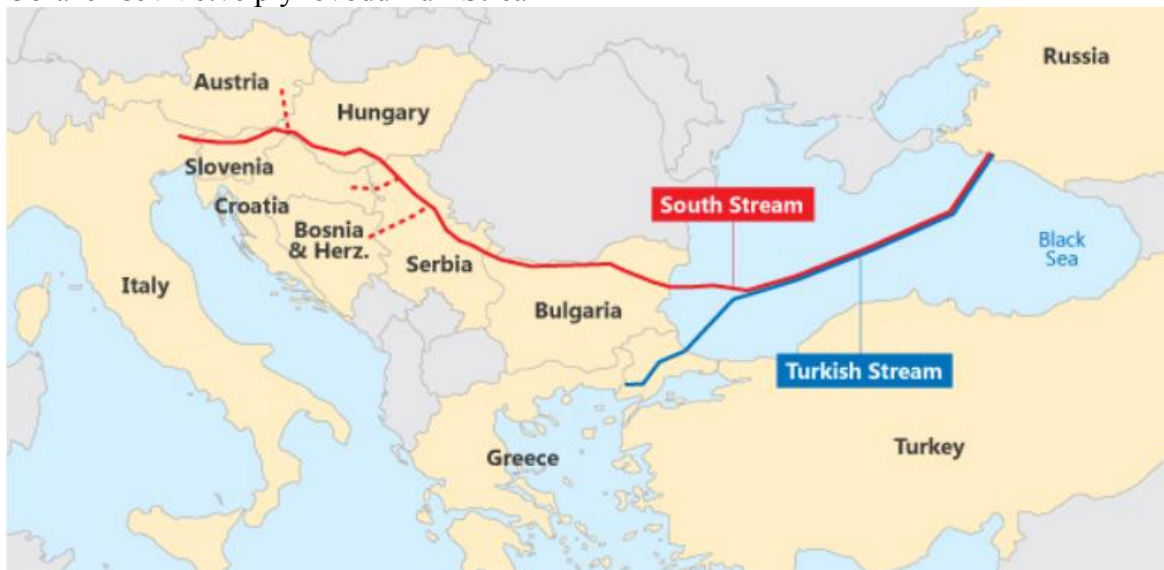 Austria
Hungary
Russia
Slovenia
Croatia
Bosnia
& Herz.
Serbia
Italy
Bulgaria
South Stream
Black
Sea
Turkish Stream
Greece
Turkey